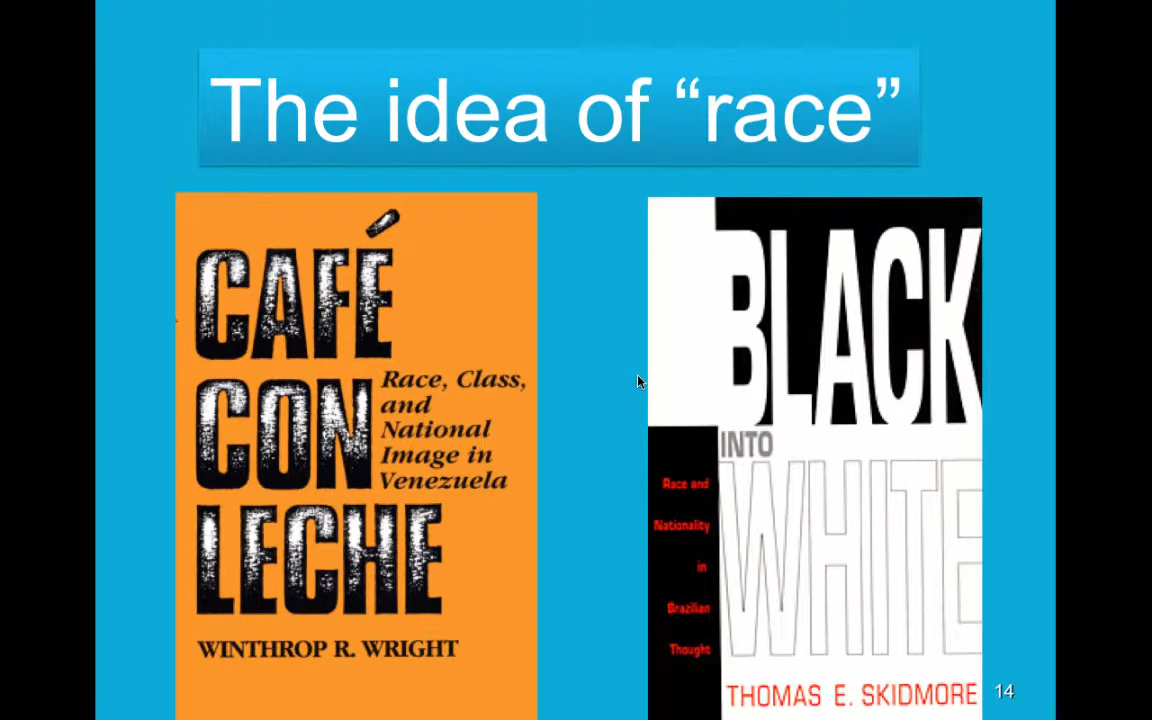 The idea of “race”
CAFÉ
CON
LECHE
Race, Class,
and
National
Image in
Venezuela
WINTHROP R. WRIGHT
BLACK
INTO
WHITE
Race and
Nationality
in
Brazilian
Thought
THOMAS E. SKIDMORE
14